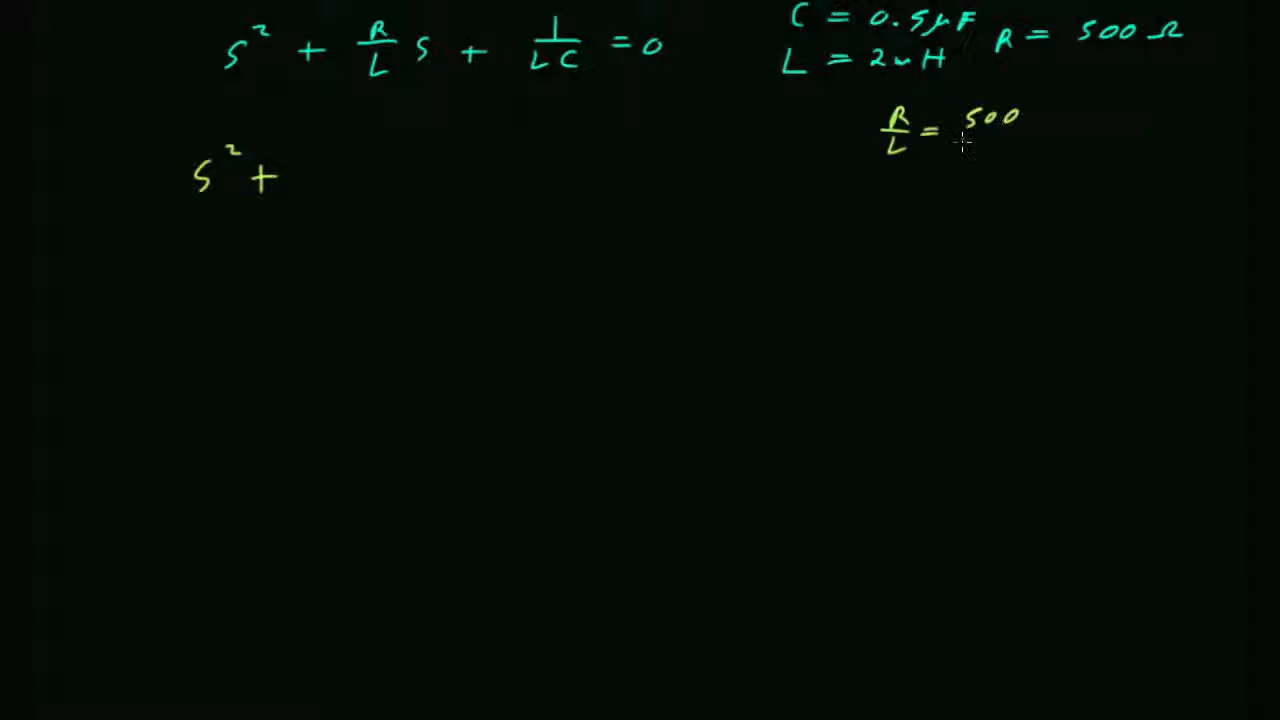 s² + R/L s + 1/LC = 0
C = 0.5μF
L = 2mH
R = 500 Ω
R/L = 500
s² +